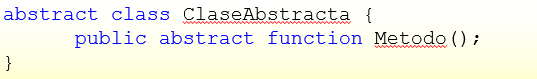 abstract class ClaseAbstracta {
public abstract function Metodo();
}